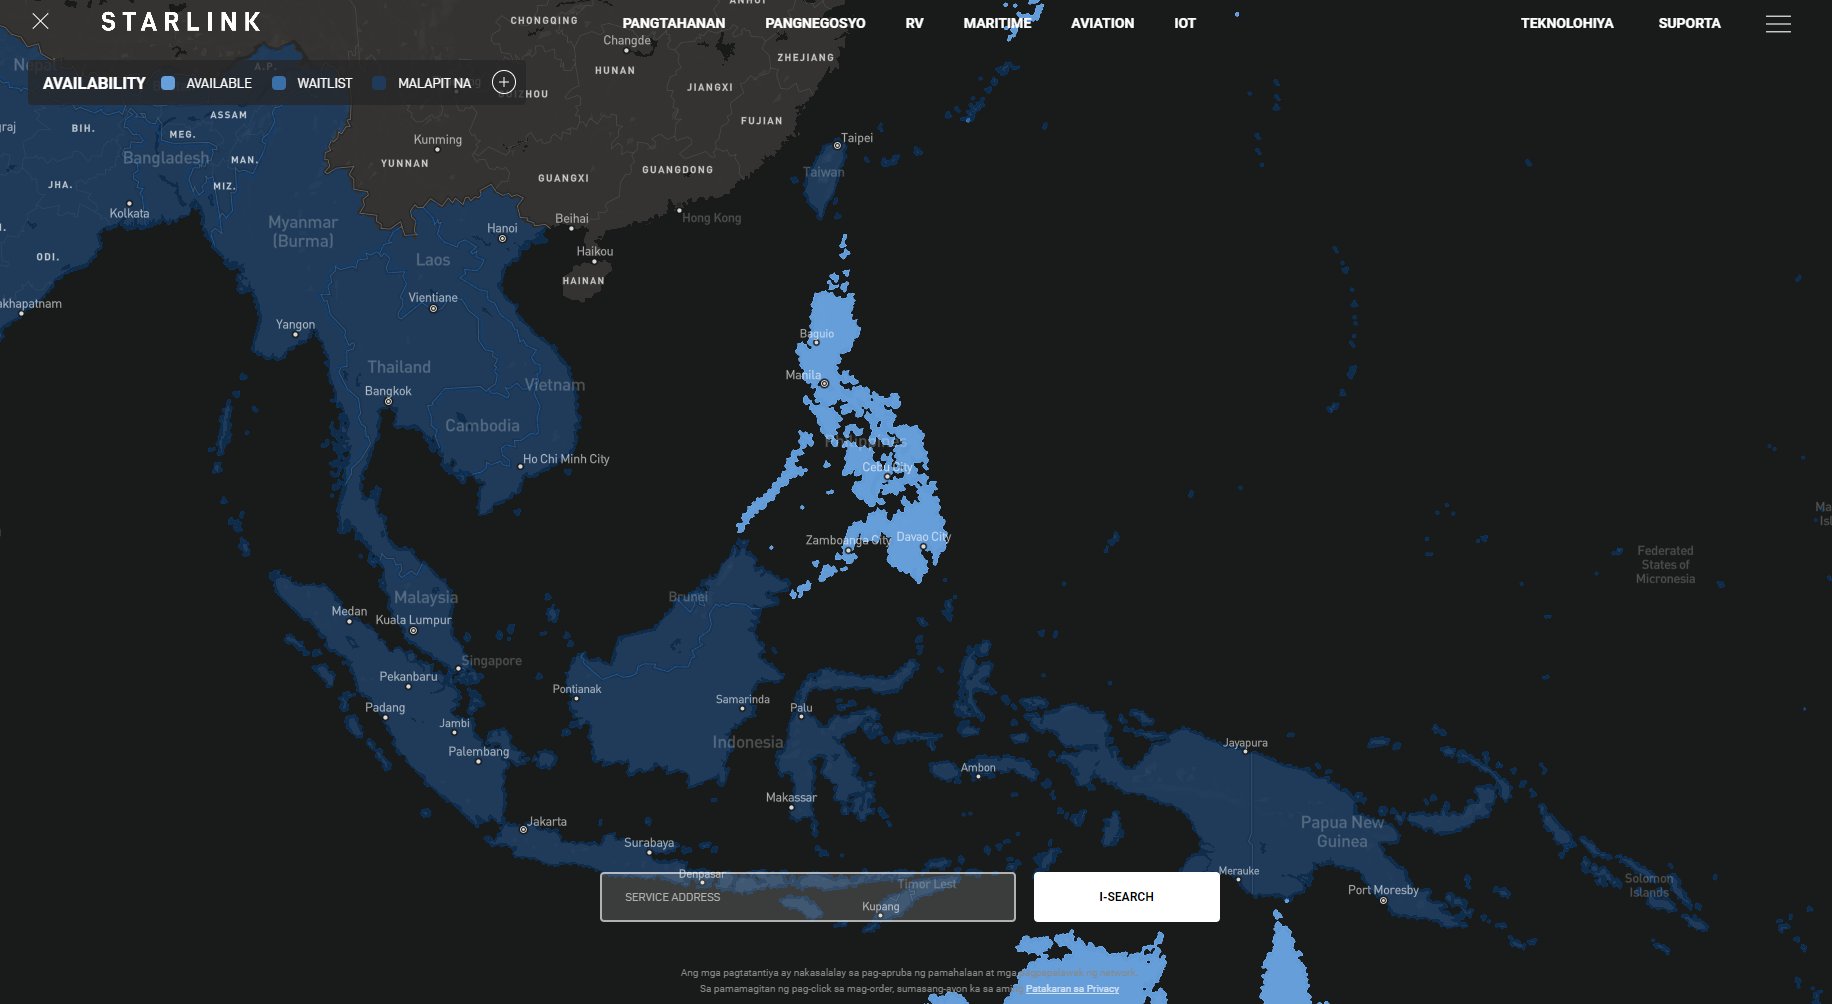 STARLINK
PANGTAHANAN PANGNEGOSYO RV MARITIME AVIATION IOT
TEKNOLOHIYA SUPORTA
AVAILABILITY AVAILABLE WAITLIST MALAPIT NA
CHONGQING
Changde
ZHEJIANG
HUNAN
JIANGXI
FUJIAN
Kunming
YUNNAN
GUANGXI
GUANGDONG
Taipei
Taiwan
ASSAM
BIH.
MEG.
Bangladesh
MAN.
JHA.
MIZ.
Kolkata
Myanmar
(Burma)
Hanoi
Beihai
Hong Kong
ODI.
Laos
Haikou
HAINAN
Vientiane
Yangon
Baguio
Thailand
Manila
Bangkok
Vietnam
Cambodia
Philippines
Ho Chi Minh City
Cebu City
Zamboanga City
Davao City
Federated
States of
Micronesia
Malaysia
Brunei
Medan
Kuala Lumpur
Singapore
Pekanbaru
Pontianak
Samarinda
Padang
Palu
Jambi
Indonesia
Jayapura
Palembang
Ambon
Makassar
Jakarta
Papua New
Guinea
Surabaya
Denpasar
Merauke
Timor Lest
Port Moresby
Solomon
Islands
Kupang
SERVICE ADDRESS
I-SEARCH
Ang mga pagtatantiya ay nakasalalay sa pag-apruba ng pamahalaan at mga pagpapalawak ng network.
Sa pamamagitan ng pag-click sa mag-order, sumasang-ayon ka sa aming Patakaran sa Privacy